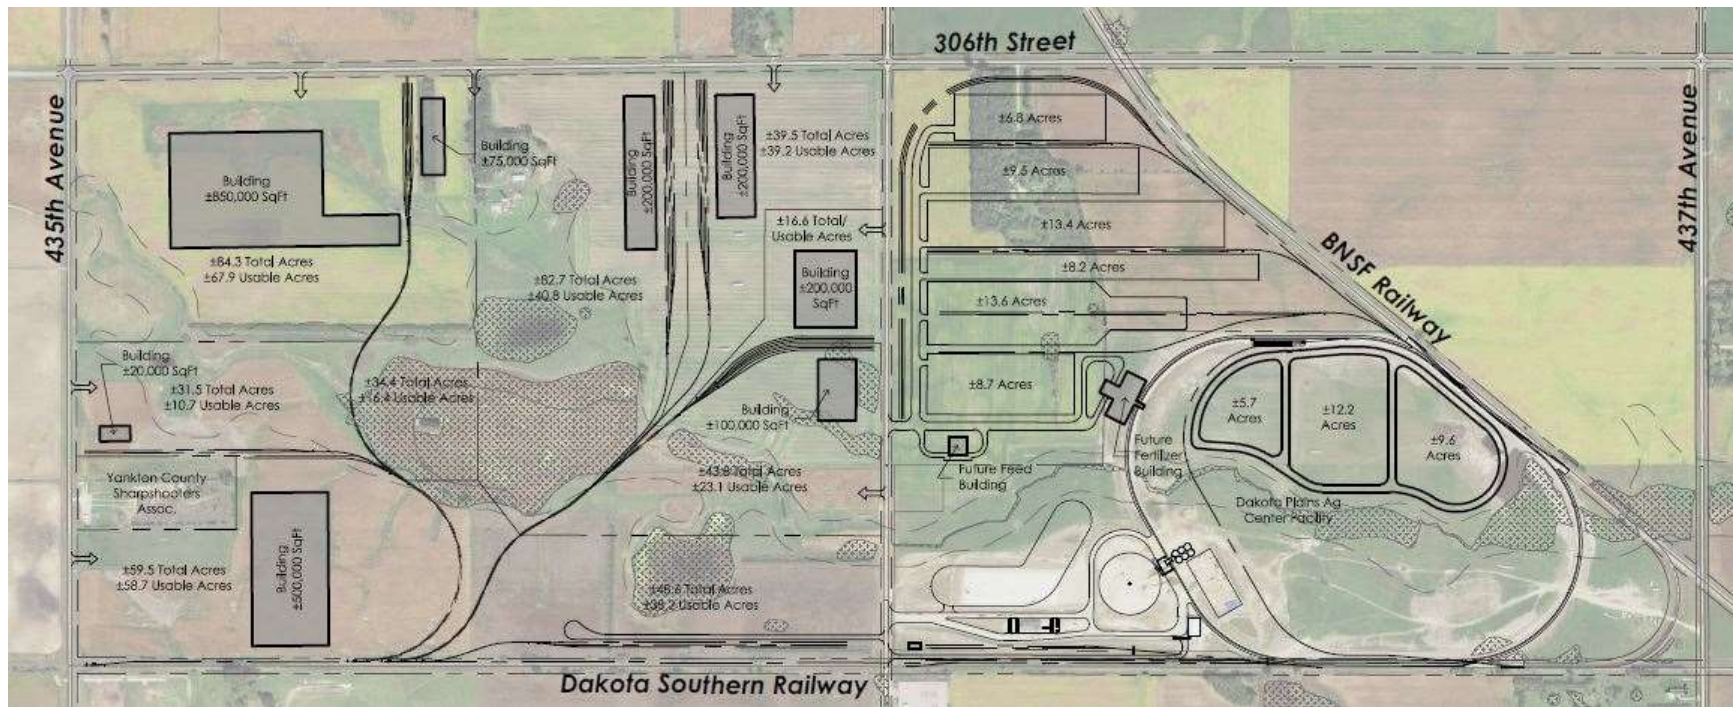 306th Street
435th Avenue
437th Avenue
BNSF Railway
Dakota Southern Railway
Building
±850,000 SqFt
±84.3 Total Acres
±67.9 Usable Acres
Building
±75,000 SqFt
±82.7 Total Acres
±40.8 Usable Acres
Building
±200,000 SqFt
Building
±200,000 SqFt
±39.5 Total Acres
±39.2 Usable Acres
±16.6 Total/
Usable Acres
Building
±200,000
SqFt
Building
±20,000 SqFt
±31.5 Total Acres
±10.7 Usable Acres
±34.4 Total Acres
±16.4 Usable Acres
Building
±100,000 SqFt
±43.8 Total Acres
±23.1 Usable Acres
Yankton County
Sharpshooters
Assoc.
±59.5 Total Acres
±58.7 Usable Acres
Building
±500,000 SqFt
±48.6 Total Acres
±38.2 Usable Acres
±6.8 Acres
±9.5 Acres
±13.4 Acres
±8.2 Acres
±13.6 Acres
±8.7 Acres
Future Feed
Building
Future
Fertilizer
Building
±5.7
Acres
±12.2
Acres
±9.6
Acres
Dakota Plains Ag
Center Facility